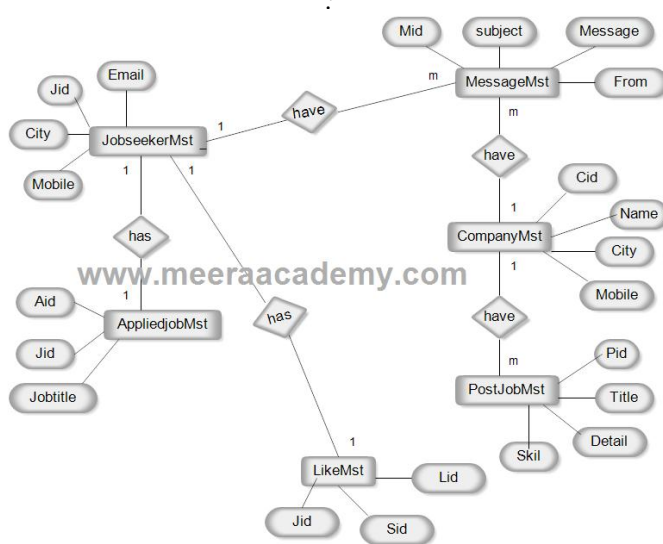 Mid
subject
Message
MessageMst
From
m
m
have
Email
Jid
City
JobseekerMst
1
Mobile
1
1
have
Cid
Name
1
CompanyMst
City
1
Mobile
has
www.meeraacademy.com
Aid
1
AppliedjobMst
Jid
Jobtitle
has
have
m
Pid
PostJobMst
Title
Detail
Skil
1
LikeMst
Lid
Jid
Sid